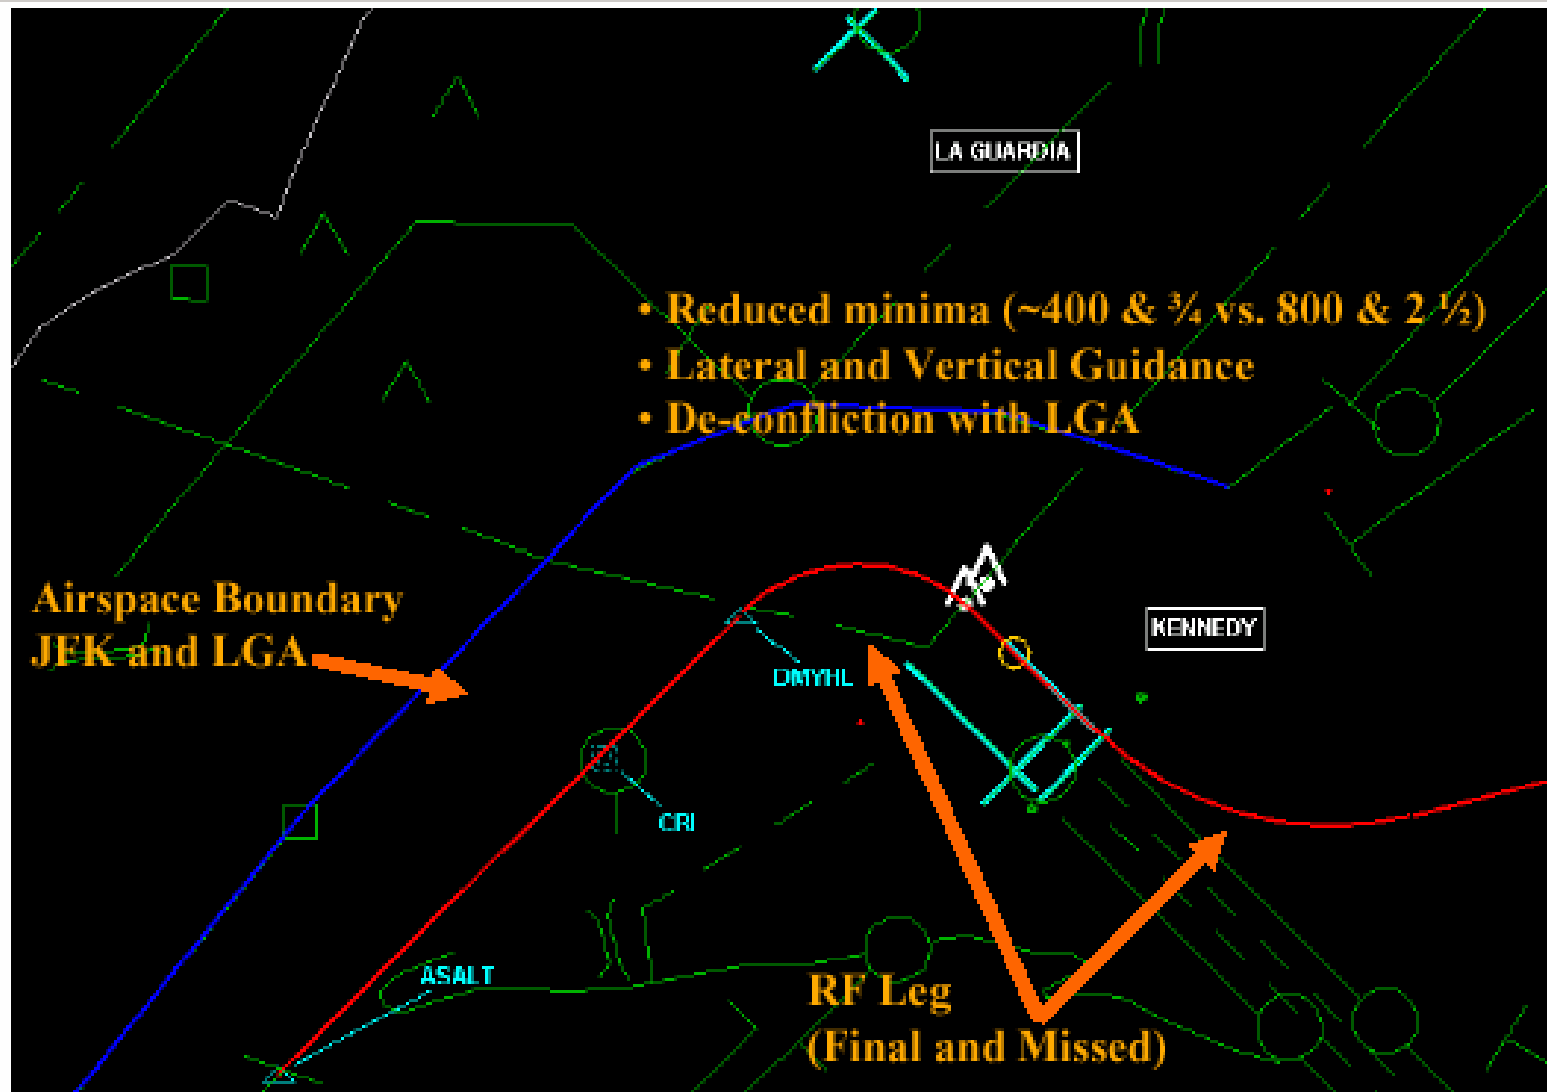 LA GUARDIA
• Reduced minima (~400 & ¾ vs. 800 & 2 ½)
• Lateral and Vertical Guidance
• De-confliction with LGA
Airspace Boundary
JFK and LGA
KENNEDY
DMYHL
CRI
ASALT
RF Leg
(Final and Missed)